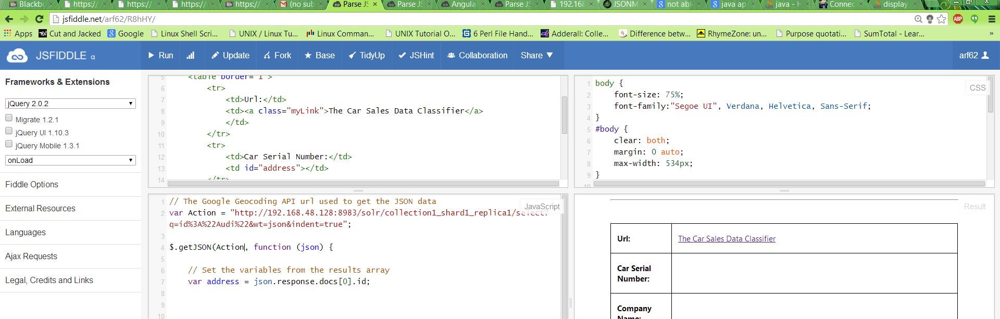 Blackb
https:/
https:/
https:/
https:/
(no sub
Parse JS
Parse JS
Angula
Parse JS
192.168
JSONM
not abl
java ap
java - H
Connec
display
jsfiddle.net/arf62/R8hHY/
ABP
Apps
Cut and Jacked
Google
Linux Shell Scri...
UNIX / Linux Tu...
Linux Comman...
UNIX Tutorial O...
6 Perl File Hand...
Adderall: Colle...
Difference betw...
RhymeZone: un...
Purpose quotati...
SumTotal - Lear...
»
JSFIDDLE α
Run
Update
Fork
Base
TidyUp
JSHint
Collaboration
Share
arf62
Frameworks & Extensions
jQuery 2.0.2
Migrate 1.2.1
jQuery UI 1.10.3
jQuery Mobile 1.3.1
onLoad
Fiddle Options
External Resources
Languages
Ajax Requests
Legal, Credits and Links
5 <table border="1">
6 <tr>
7 <td>Url:</td>
8 <td><a class="myLink">The Car Sales Data Classifier</a>
9 </td>
10 </tr>
11 <tr>
12 <td>Car Serial Number:</td>
13 <td id="address"></td>
14 </tr>
CSS
1 body {
2 font-size: 75%;
3 font-family:"Segoe UI", Verdana, Helvetica, Sans-Serif;
4 }
5 #body {
6 clear: both;
7 margin: 0 auto;
8 max-width: 534px;
9 }
10
JavaScript
1 // The Google Geocoding API url used to get the JSON data
2 var Action = "http://192.168.48.128:8983/solr/collection1_shard1_replica1/select?
q=id%3A%22Audi%22&wt=json&indent=true";
3
4 $.getJSON(Action, function (json) {
5
6 // Set the variables from the results array
7 var address = json.response.docs[0].id;
8
9
10
Result
Url:
The Car Sales Data Classifier
Car Serial
Number:
Company
Name: